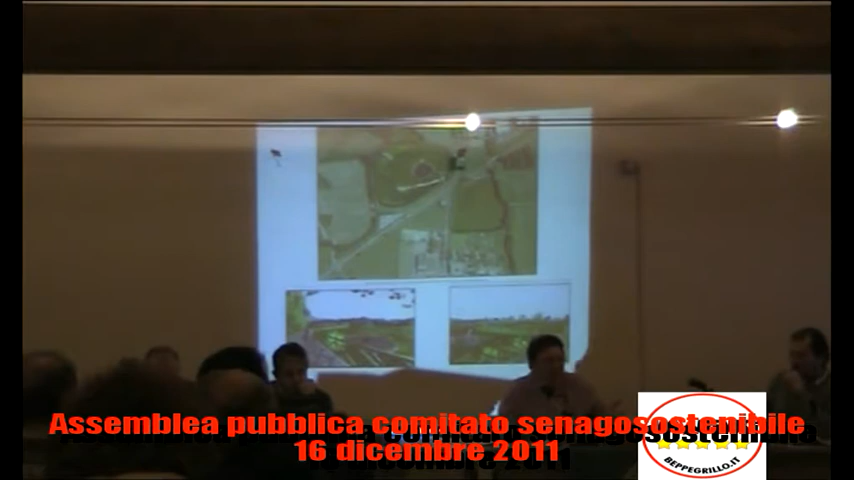 Assemblea pubblica comitato senagosostenibile
16 dicembre 2011
BEPPEGRILLO.IT